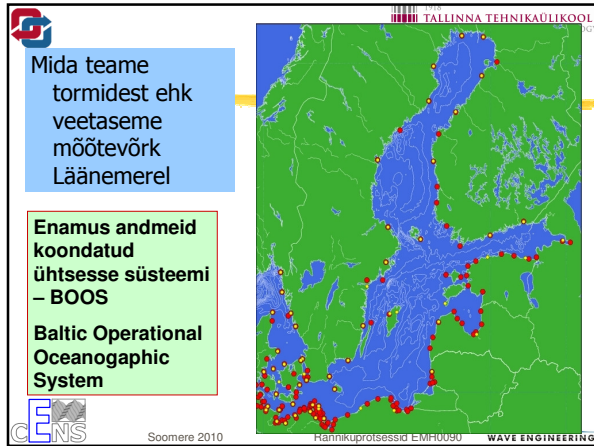 1918
TALLINNA TEHNIKAÜLIKOOL
Mida teame
tormidest ehk
veetaseme
mõõtevõrk
Läänemerel
Enamus andmeid
koondatud
ühtsesse süsteemi
– BOOS
Baltic Operational
Oceanogaphic
System
CENS
Soomere 2010
Rannikuprotsessid EMH0090
WAVE ENGINEERING